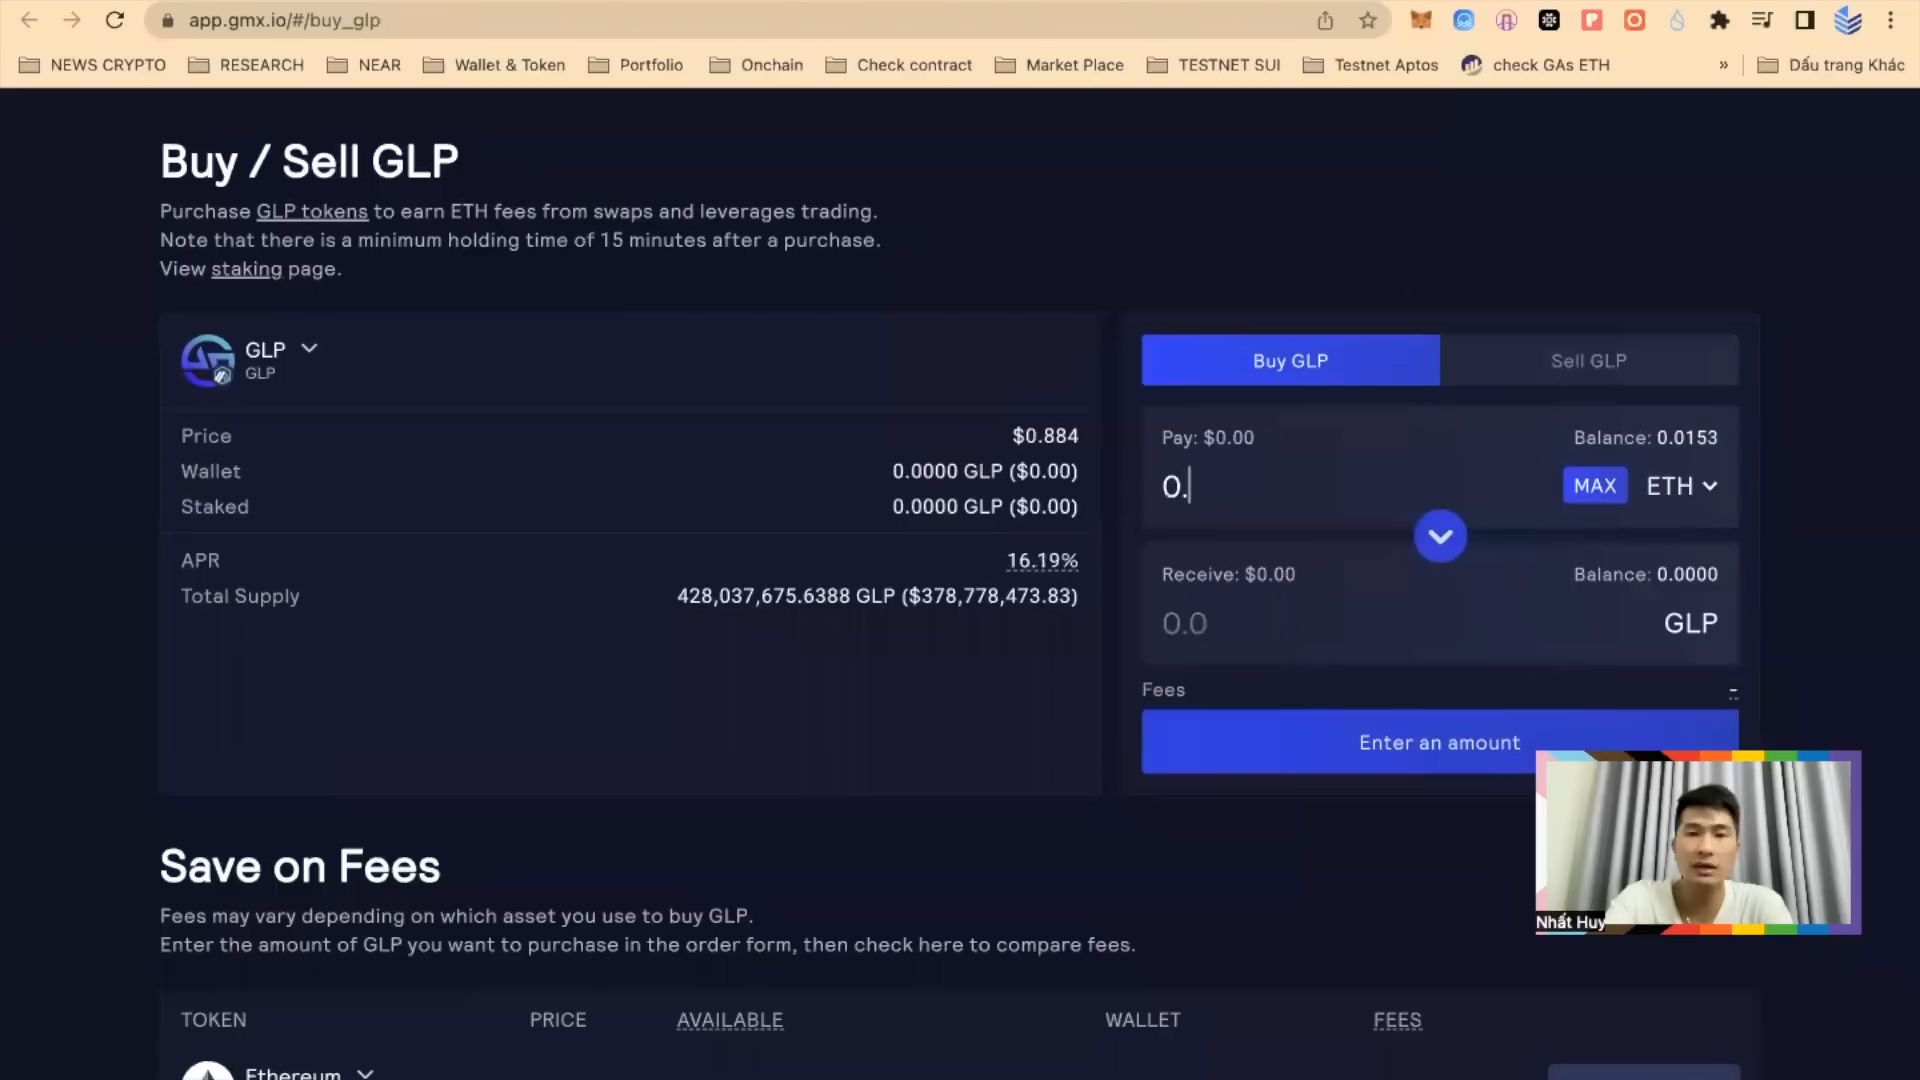 app.gmx.io/#/buy_glp
NEWS CRYPTO RESEARCH NEAR Wallet & Token Portfolio Onchain Check contract Market Place TESTNET SUI Testnet Aptos check GAs ETH » Dấu trang Khác
Buy / Sell GLP
Purchase GLP tokens to earn ETH fees from swaps and leverages trading.
Note that there is a minimum holding time of 15 minutes after a purchase.
View staking page.
GLP
GLP
Price $0.884
Wallet 0.0000 GLP ($0.00)
Staked 0.0000 GLP ($0.00)
APR 16.19%
Total Supply 428,037,675.6388 GLP ($378,778,473.83)
Buy GLP Sell GLP
Pay: $0.00 Balance: 0.0153
0. MAX ETH
Receive: $0.00 Balance: 0.0000
0.0 GLP
Fees -
Enter an amount
Nhất Huy
Save on Fees
Fees may vary depending on which asset you use to buy GLP.
Enter the amount of GLP you want to purchase in the order form, then check here to compare fees.
TOKEN PRICE AVAILABLE WALLET FEES
Ethereum